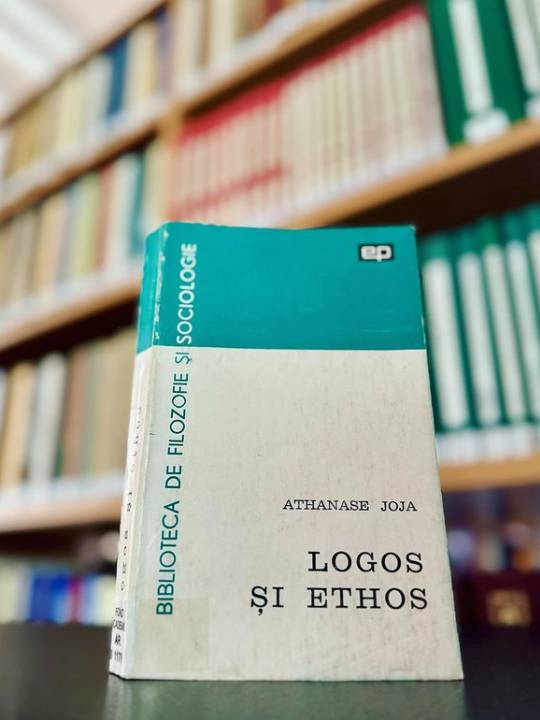 ep
BIBLIOTECA DE FILOZOFIE ȘI SOCIOLOGIE
ATHANASE JOJA
LOGOS
ȘI ETHOS